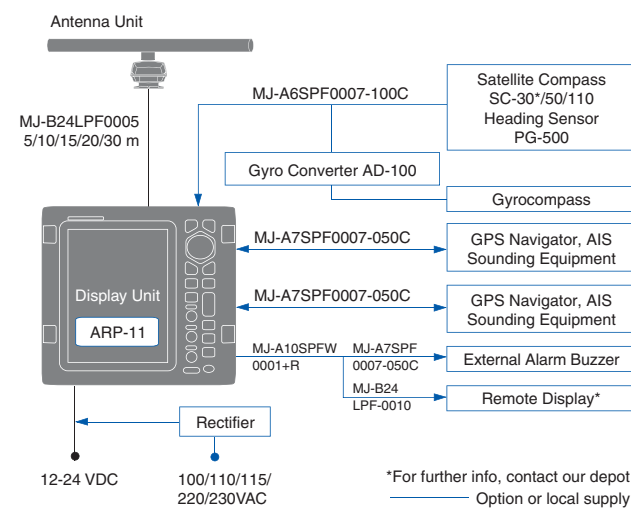 Antenna Unit
MJ-B24LPF0005
5/10/15/20/30 m
MJ-A6SPF0007-100C
Satellite Compass
SC-30*/50/110
Heading Sensor
PG-500
Gyro Converter AD-100
Gyrocompass
MJ-A7SPF0007-050C
GPS Navigator, AIS
Sounding Equipment
Display Unit
ARP-11
MJ-A7SPF0007-050C
GPS Navigator, AIS
Sounding Equipment
MJ-A10SPFW
0001+R
MJ-A7SPF
0007-050C
External Alarm Buzzer
MJ-B24
LPF-0010
Remote Display*
Rectifier
12-24 VDC
100/110/115/
220/230VAC
*For further info, contact our depot
Option or local supply